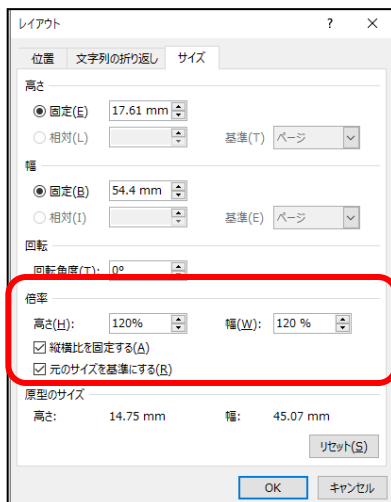 レイアウト ? ×
位置 文字列の折り返し サイズ
高さ
固定(E) 17.61 mm
相対(L) 基準(T) ページ
幅
固定(B) 54.4 mm
相対(I) 基準(E) ページ
回転
回転角度(T): 0°
倍率
高さ(H): 120% 幅(W): 120 %
縦横比を固定する(A)
元のサイズを基準にする(R)
原型のサイズ
高さ: 14.75 mm 幅: 45.07 mm
リセット(S)
OK キャンセル